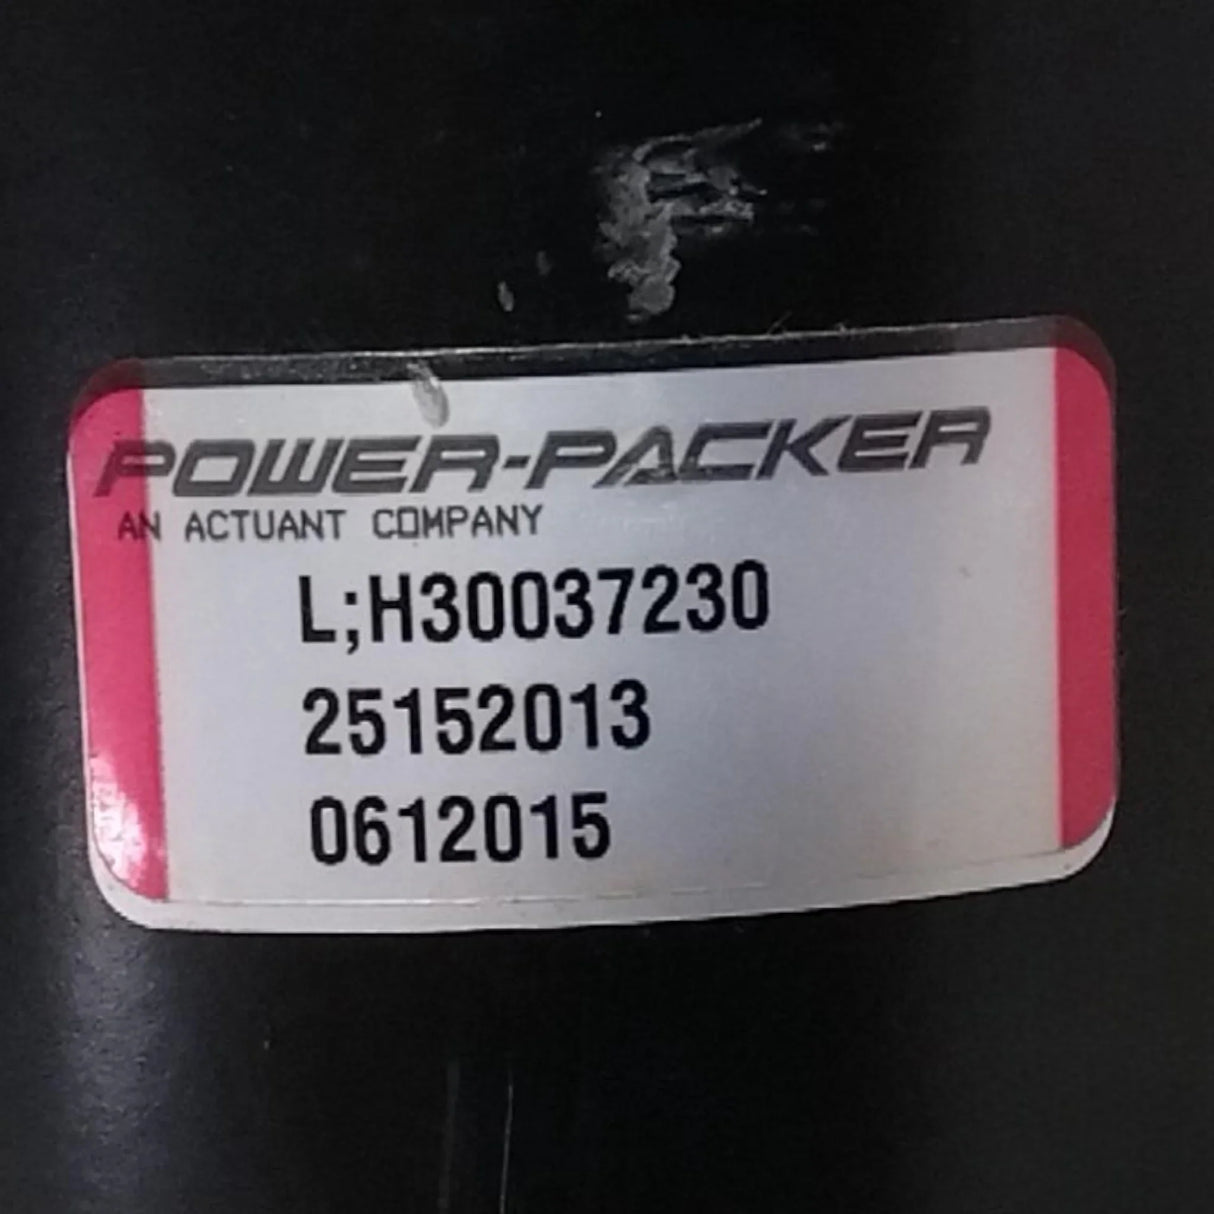 POWER-PACKER
AN ACTUANT COMPANY
L;H30037230
25152013
0612015